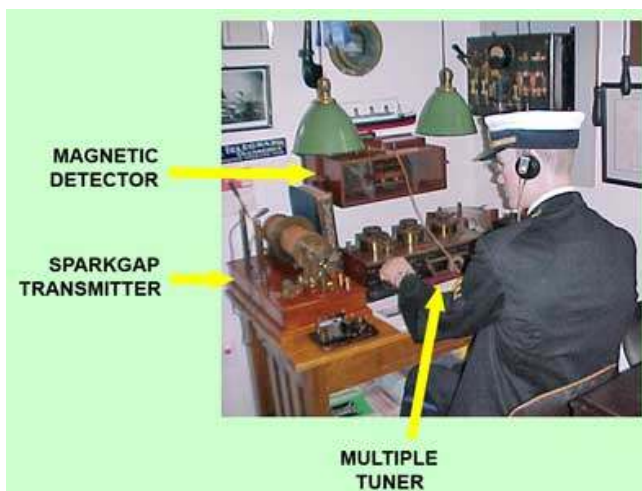 MAGNETIC
DETECTOR
SPARKGAP
TRANSMITTER
MULTIPLE
TUNER